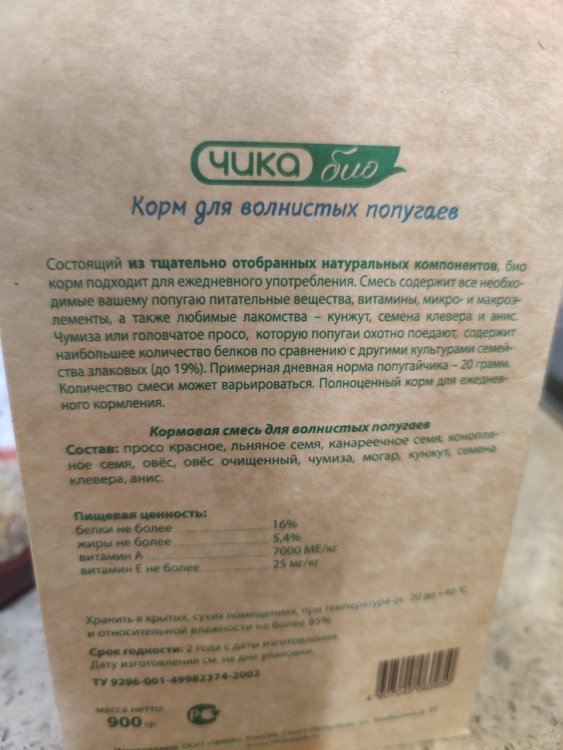 ЧИКА био
Корм для волнистых попугаев
Состоящий из тщательно отобранных натуральных компонентов, био
корм подходит для ежедневного употребления. Смесь содержит все необхо-
димые вашему попугаю питательные вещества, витамины, микро- и макроэ-
лементы, а также любимые лакомства – кунжут, семена клевера и анис.
Чумиза или головчатое просо, которую попугаи охотно поедают, содержит
наибольшее количество белков по сравнению с другими культурами семей-
ства злаковых (до 19%). Примерная дневная норма попугайчика – 20 грамм.
Количество смеси может варьироваться. Полноценный корм для ежеднев-
ного кормления.
Кормовая смесь для волнистых попугаев
Состав: просо красное, льняное семя, канареечное семя, конопля-
ное семя, овёс, овёс очищенный, чумиза, могар, кунжут, семена
клевера, анис.
Пищевая ценность:
белки не более 16%
жиры не более 5,4%
витамин А 7000 МЕ/кг
витамин Е не более 25 мг/кг
Хранить в крытых, сухих помещениях, при температуре от -20 до +40 °С
и относительной влажности не более 85%
Срок годности: 2 года с даты изготовления.
Дату изготовления см. на дне упаковки.
ТУ 9296-001-49982374-2002
масса нетто:
900 гр.
РСТ
ООО "ЧИКА", Россия, Санкт-Петербург,